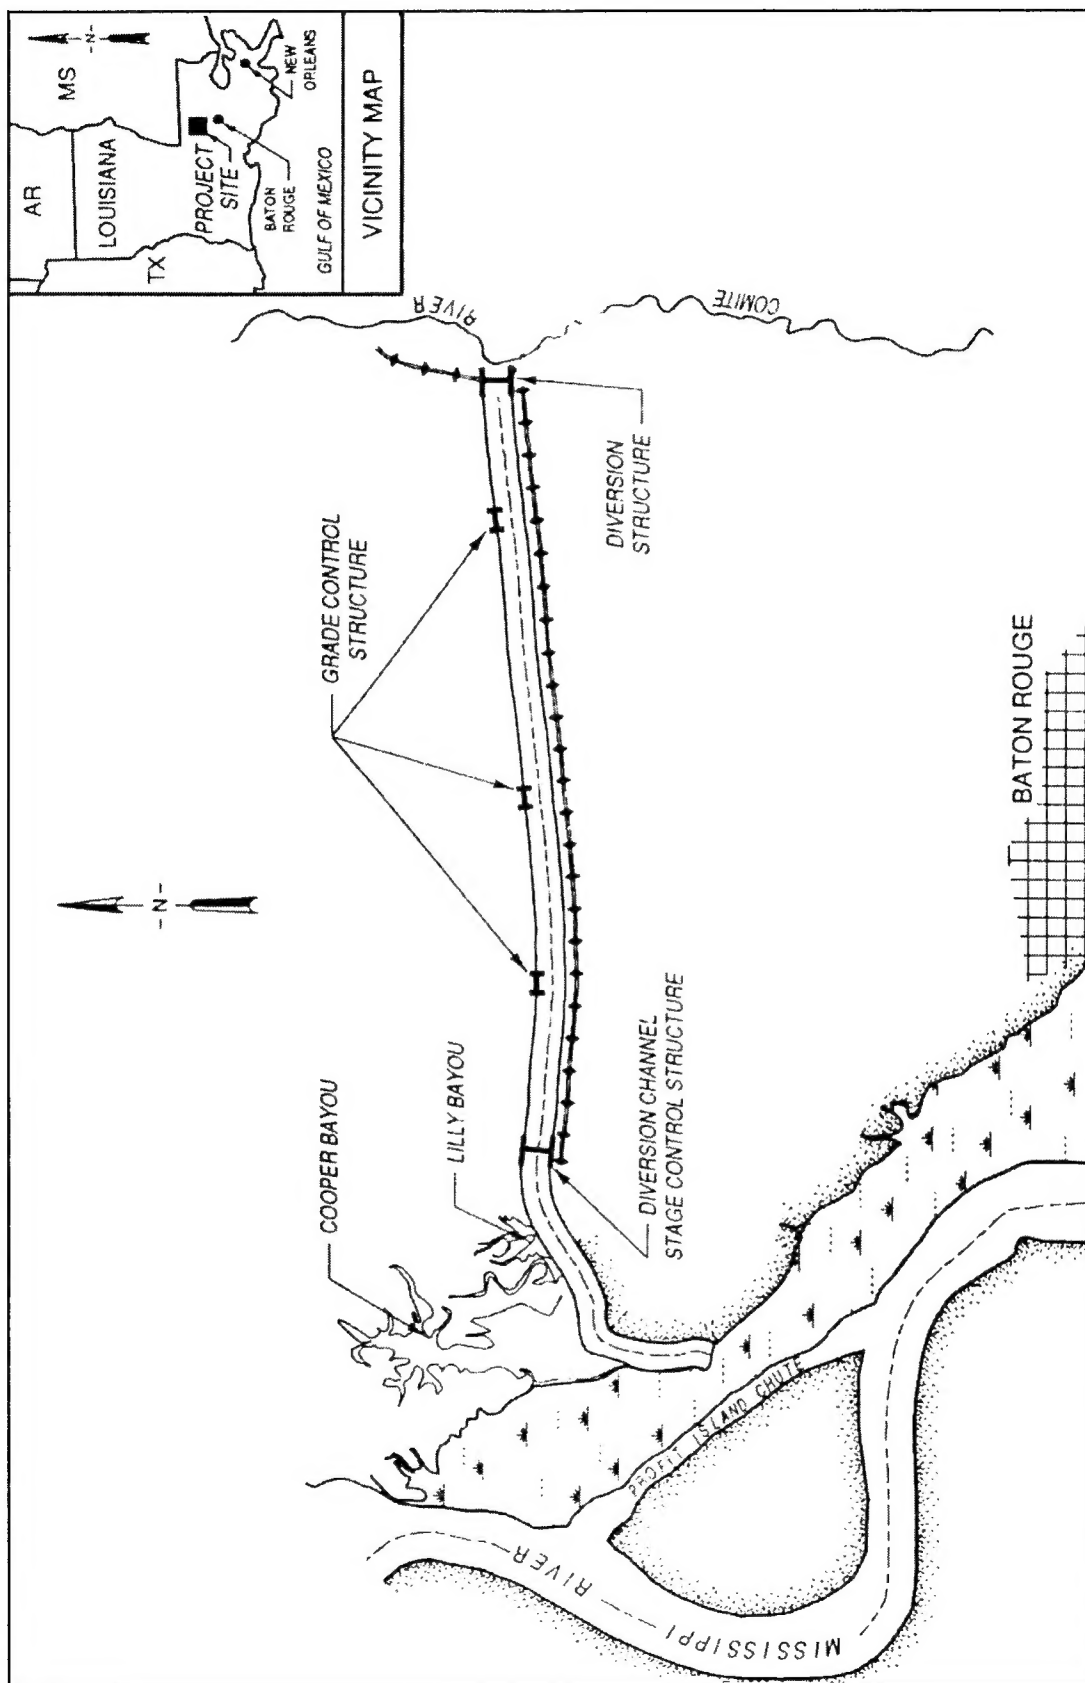 AR
MS
LOUISIANA
TX
PROJECT
SITE
BATON
ROUGE
NEW
ORLEANS
GULF OF MEXICO
-N-
VICINITY MAP
-N-
RIVER
COMITE
GRADE CONTROL
STRUCTURE
DIVERSION
STRUCTURE
COOPER BAYOU
LILLY BAYOU
DIVERSION CHANNEL
STAGE CONTROL STRUCTURE
BATON ROUGE
PROFIT ISLAND CHUTE
MISSISSIPPI
RIVER